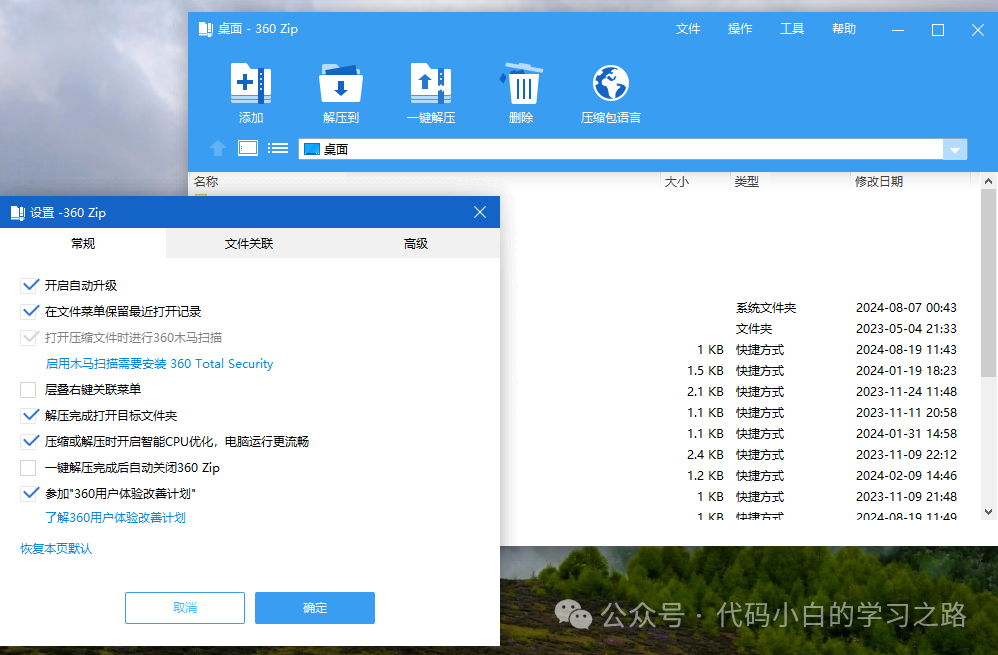 桌面 - 360 Zip
文件 操作 工具 帮助
添加 解压到 一键解压 删除 压缩包语言
桌面
名称 大小 类型 修改日期
系统文件夹 2024-08-07 00:43
文件夹 2023-05-04 21:33
1 KB 快捷方式 2024-08-19 11:43
1.5 KB 快捷方式 2024-01-19 18:23
2.1 KB 快捷方式 2023-11-24 11:48
1.1 KB 快捷方式 2023-11-11 20:58
1.1 KB 快捷方式 2024-01-31 14:58
2.4 KB 快捷方式 2023-11-09 22:12
1.2 KB 快捷方式 2024-02-09 14:46
1 KB 快捷方式 2023-11-09 21:48
1 KB 快捷方式 2024-08-19 11:49
设置 -360 Zip
常规 文件关联 高级
开启自动升级
在文件菜单保留最近打开记录
打开压缩文件时进行360木马扫描
启用木马扫描需要安装 360 Total Security
层叠右键关联菜单
解压完成打开目标文件夹
压缩或解压时开启智能CPU优化，电脑运行更流畅
一键解压完成后自动关闭360 Zip
参加"360用户体验改善计划"
了解360用户体验改善计划
恢复本页默认
取消 确定
公众号 · 代码小白的学习之路